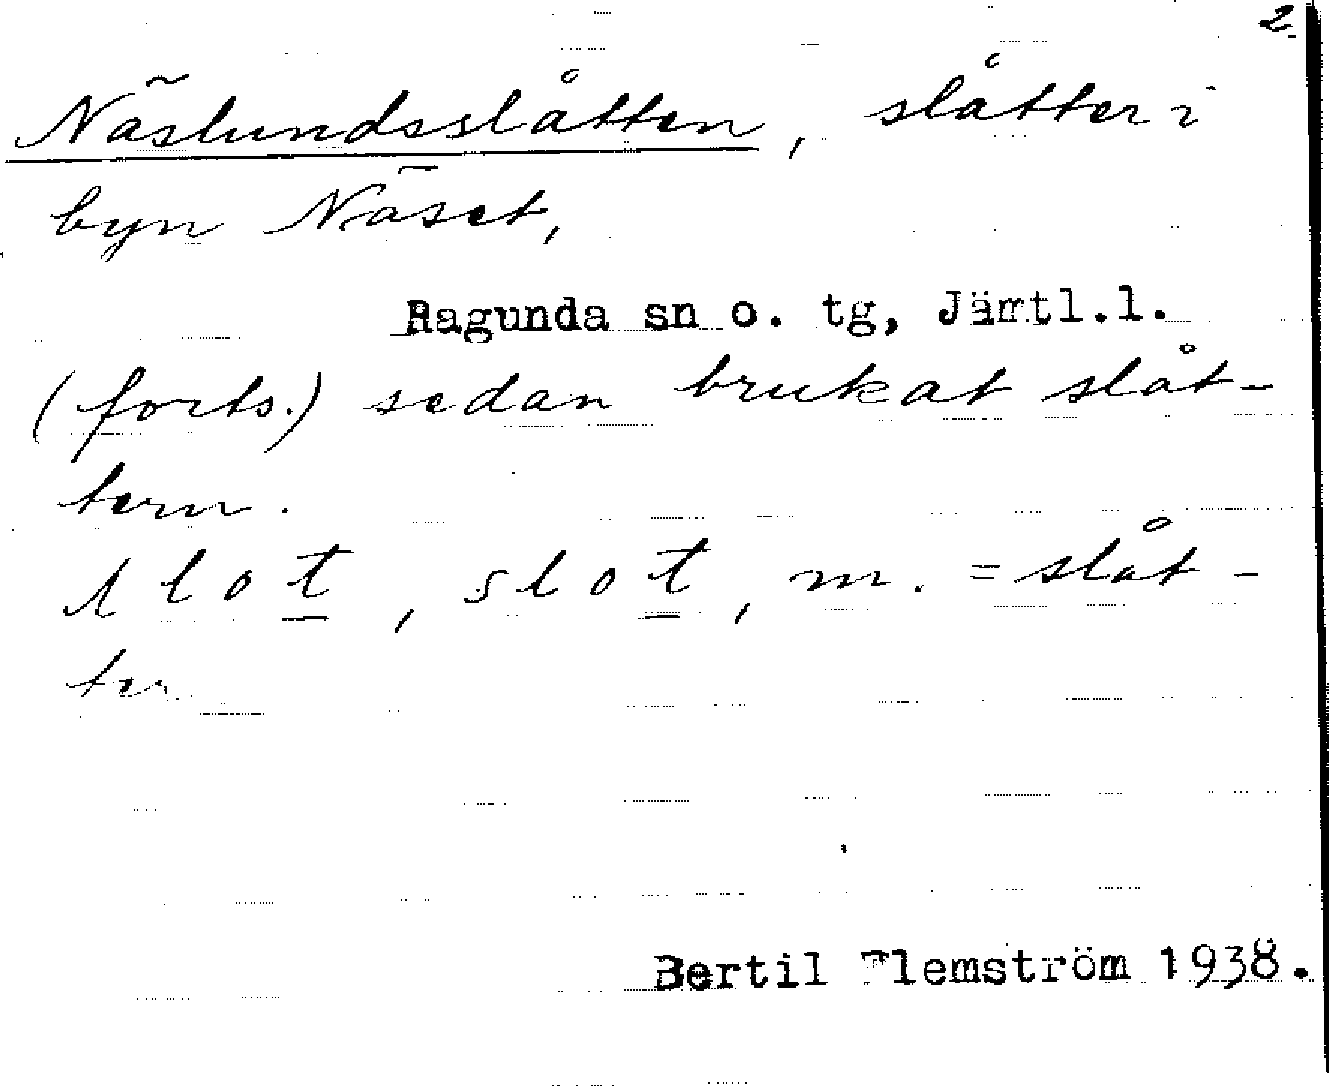 2.
Näslundsslåtten, slåtter i
byn Näset,
Ragunda sn o. tg, Jämtl.l.
(forts.) sedan brukat slåt-
tern.
slot, slot, m. = slåt-
ter.
Bertil Flemström 1938.